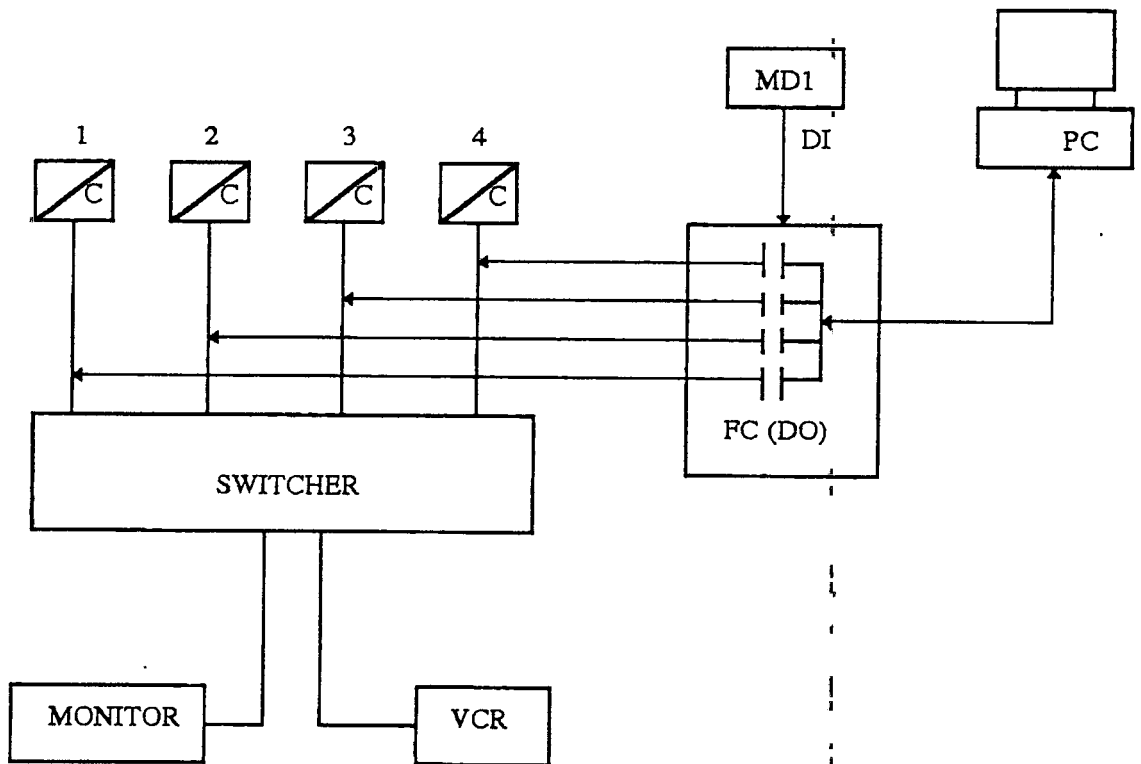 MD1
1 2 3 4
DI
PC
C C C C
FC (DO)
SWITCHER
MONITOR
VCR